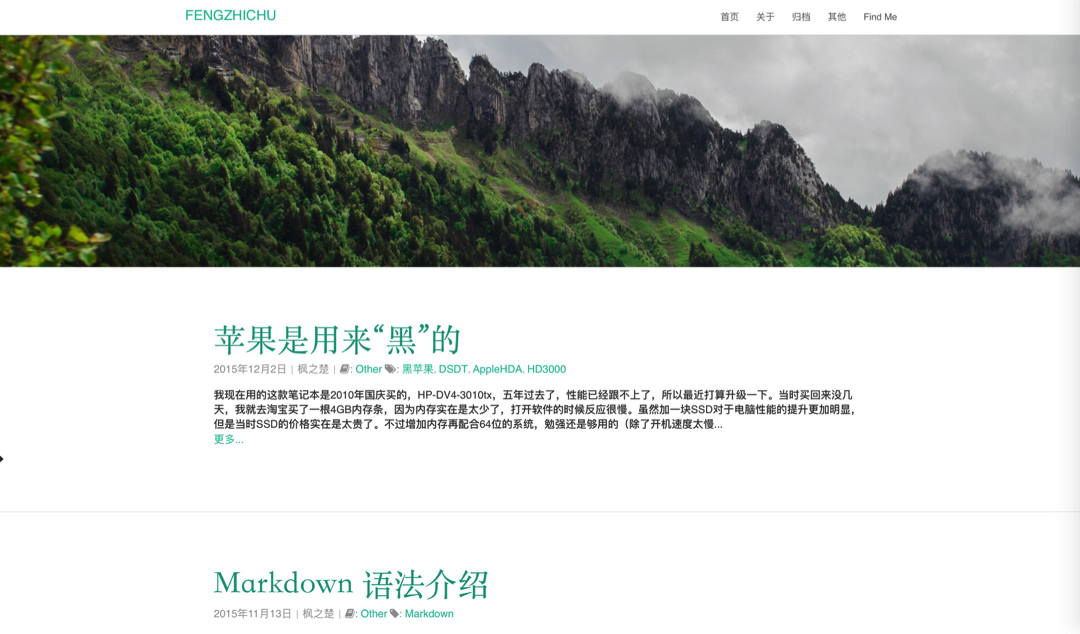 FENGZHICHU
首页 关于 归档 其他 Find Me
苹果是用来“黑”的
2015年12月2日 | 枫之楚 | : Other : 黑苹果, DSDT, AppleHDA, HD3000
我现在用的这款笔记本是2010年国庆买的，HP-DV4-3010tx，五年过去了，性能已经跟不上了，所以最近打算升级一下。当时买回来没几
天，我就去淘宝买了一根4GB内存条，因为内存实在是太少了，打开软件的时候反应很慢。虽然加一块SSD对于电脑性能的提升更加明显，
但是当时SSD的价格实在是太贵了。不过增加内存再配合64位的系统，勉强还是够用的（除了开机速度太慢...
更多...
Markdown 语法介绍
2015年11月13日 | 枫之楚 | : Other : Markdown